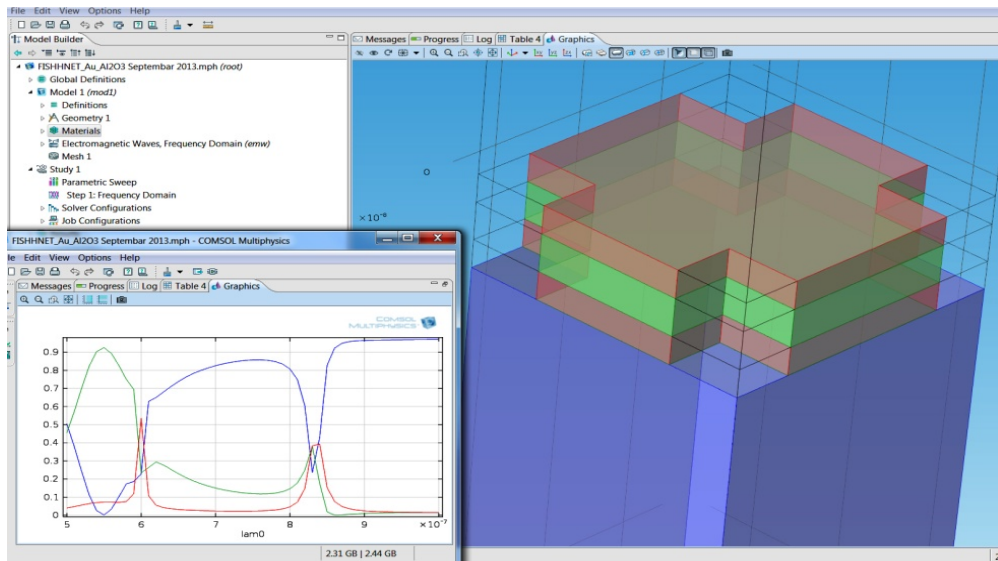 File Edit View Options Help
Model Builder
FISHHNET_Au_Al2O3 Septembar 2013.mph (root)
Global Definitions
Model 1 (mod1)
Definitions
Geometry 1
Materials
Electromagnetic Waves, Frequency Domain (emw)
Mesh 1
Study 1
Parametric Sweep
Step 1: Frequency Domain
Solver Configurations
Job Configurations
Messages Progress Log Table 4 Graphics
0
×10⁻⁶
FISHHNET_Au_Al2O3 Septembar 2013.mph - COMSOL Multiphysics
Edit View Options Help
Messages Progress Log Table 4 Graphics
COMSOL
MULTIPHYSICS
0.9
0.8
0.7
0.6
0.5
0.4
0.3
0.2
0.1
0
5 6 7 8 9 ×10⁻⁷
lam0
2.31 GB | 2.44 GB